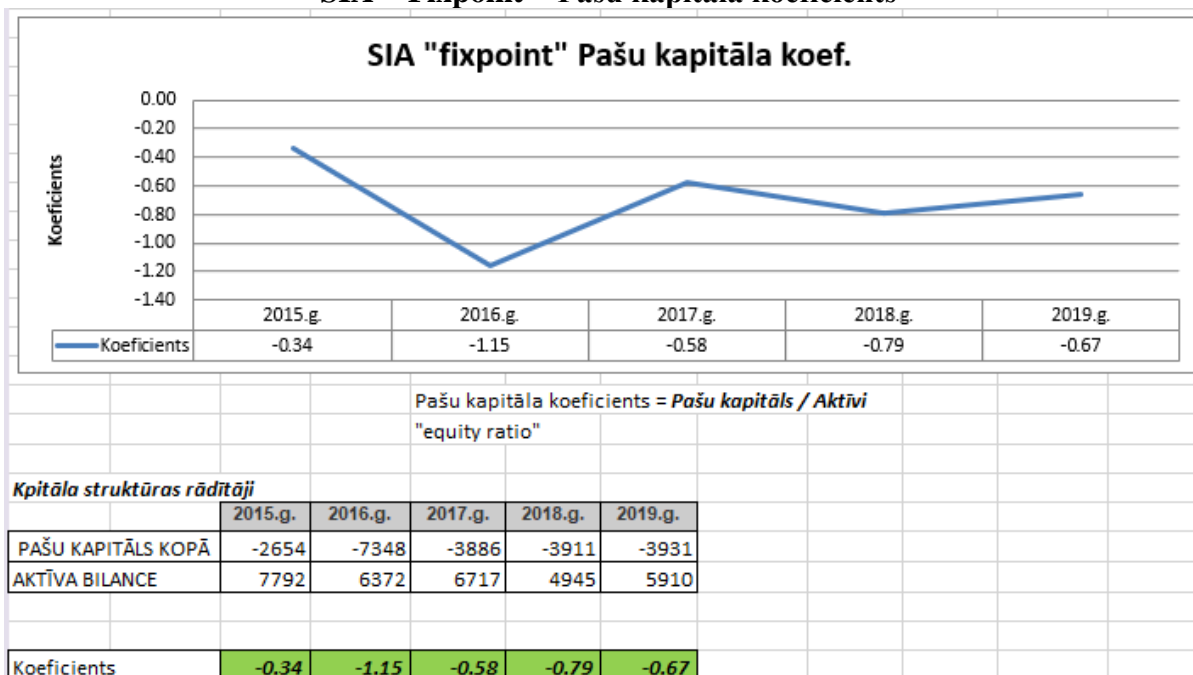 SIA "fixpoint" Pašu kapitāla koef.
0.00
-0.20
-0.40
-0.60
-0.80
-1.00
-1.20
-1.40
Koeficients
2015.g. 2016.g. 2017.g. 2018.g. 2019.g.
Koeficients -0.34 -1.15 -0.58 -0.79 -0.67
Pašu kapitāla koeficients = Pašu kapitāls / Aktīvi
"equity ratio"
Kpitāla struktūras rādītāji
2015.g. 2016.g. 2017.g. 2018.g. 2019.g.
PAŠU KAPITĀLS KOPĀ -2654 -7348 -3886 -3911 -3931
AKTĪVA BILANCE 7792 6372 6717 4945 5910
Koeficients -0.34 -1.15 -0.58 -0.79 -0.67